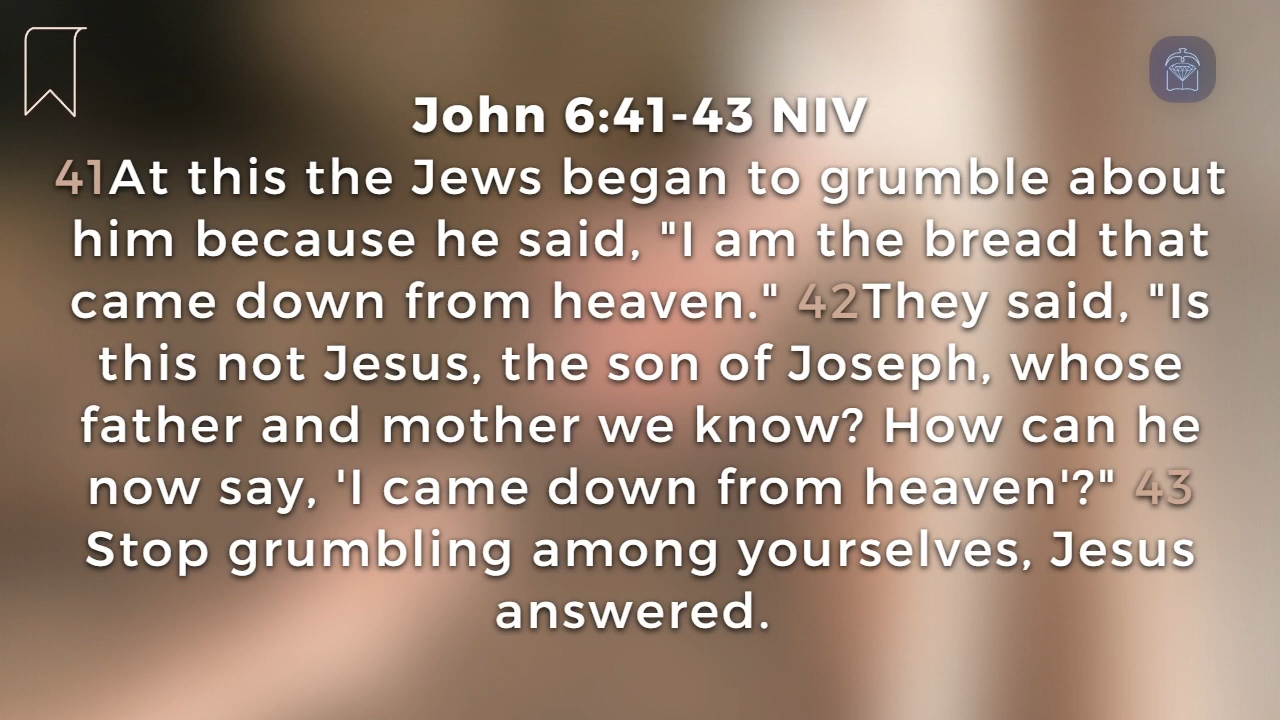 John 6:41-43 NIV
41At this the Jews began to grumble about
him because he said, "I am the bread that
came down from heaven." 42They said, "Is
this not Jesus, the son of Joseph, whose
father and mother we know? How can he
now say, 'I came down from heaven'?" 43
Stop grumbling among yourselves, Jesus
answered.